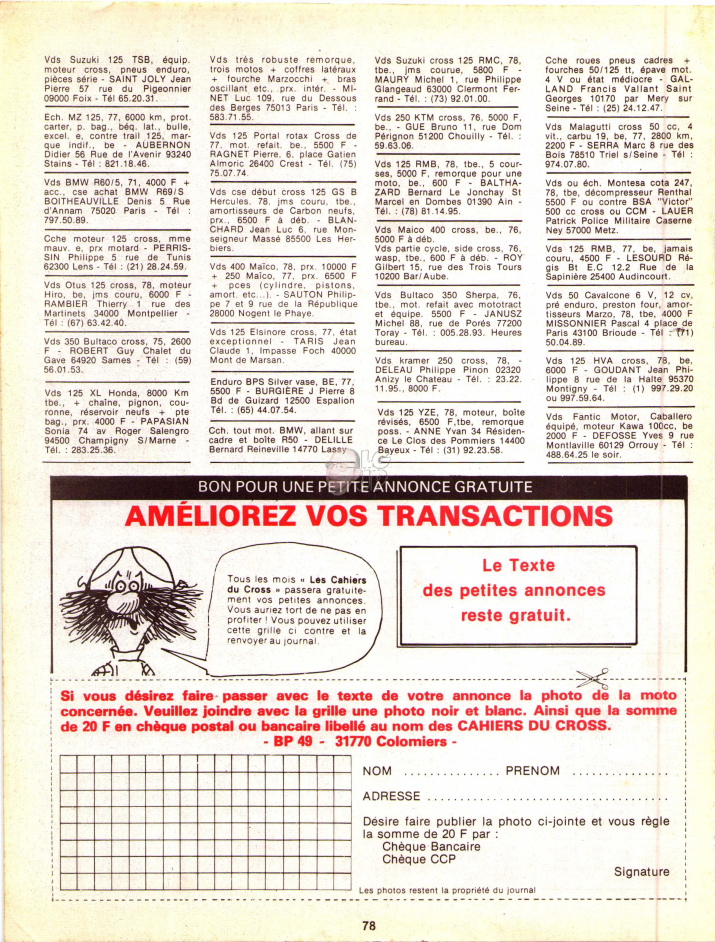 Vds Suzuki 125 TSB, équip.
moteur cross, pneus enduro,
pièces série - SAINT JOLY Jean
Pierre 57 rue du Pigeonnier
09000 Foix - Tél 65.20.31.
Ech. MZ 125, 77, 6000 km, prot.
carter, p. bag., béq. lat., bulle,
excel. e, contre trail 125, mar-
que indif., be - AUBERNON
Didier 56 Rue de l'Avenir 93240
Stains - Tél : 821.18.46.
Vds BMW R60/5, 71, 4000 F +
acc., cse achat BMW R69/S
BOITHEAUVILLE Denis 5 Rue
d'Annam 75020 Paris - Tél :
797.50.89.
Cche moteur 125 cross, mme
mauv. e, prx motard - PERRIS-
SIN Philippe 5 rue de Tunis
62300 Lens - Tél : (21) 28.24.59.
Vds Otus 125 cross, 78, moteur
Hiro, be, jms couru, 6000 F -
RAMBIER Thierry 1 rue des
Martinets 34000 Montpellier -
Tél : (67) 63.42.40.
Vds 350 Bultaco cross, 75, 2600
F - ROBERT Guy Chalet du
Gave 64920 Sames - Tél : (59)
56.01.53.
Vds 125 XL Honda, 8000 Km
tbe., + chaîne, pignon, cou-
ronne, réservoir neufs + pte
bag., prx. 4000 F - PAPASIAN
Sonia 74 av Roger Salengro
94500 Champigny S/Marne -
Tél. : 283.25.36.
Vds très robuste remorque,
trois motos + coffres latéraux
+ fourche Marzocchi + bras
oscillant etc., prx. intér. - MI-
NET Luc 109, rue du Dessous
des Berges 75013 Paris - Tél. :
583.71.55.
Vds 125 Portal rotax Cross de
77, mot. refait. be., 5500 F -
RAGNET Pierre, 6, place Gatien
Almoric 26400 Crest - Tél. (75)
75.07.74.
Vds cse début cross 125 GS B
Hercules, 78, jms couru, tbe.,
amortisseurs de Carbon neufs,
prx., 6500 F à déb. - BLAN-
CHARD Jean Luc 6, rue Mon-
seigneur Massé 85500 Les Her-
biers.
Vds 400 Maïco, 78, prx. 10000 F
+ 250 Maïco, 77, prx. 6500 F
+ pces (cylindre, pistons,
amort. etc...). - SAUTON Philip-
pe 7 et 9 rue de la République
28000 Nogent le Phaye.
Vds 125 Elsinore cross, 77, état
exceptionnel - TARIS Jean
Claude 1, Impasse Foch 40000
Mont de Marsan.
Enduro BPS Silver vase, BE, 77,
5500 F - BURGIÈRE J Pierre 8
Bd de Guizard 12500 Espalion
Tél. : (65) 44.07.54.
Cch. tout mot. BMW, allant sur
cadre et boîte R50 - DELILLE
Bernard Reineville 14770 Lassy
Vds Suzuki cross 125 RMC, 78,
tbe., jms courue, 5800 F -
MAURY Michel 1, rue Philippe
Glangeaud 63000 Clermont Fer-
rand - Tél. : (73) 92.01.00.
Vds 250 KTM cross, 76, 5000 F,
be., - GUE Bruno 11, rue Dom
Pérignon 51200 Chouilly - Tél. :
59.63.06.
Vds 125 RMB, 78, tbe., 5 cour-
ses, 5000 F, remorque pour une
moto, be., 600 F - BALTHA-
ZARD Bernard Le Jonchay St
Marcel en Dombes 01390 Ain -
Tél. : (78) 81.14.95.
Vds Maïco 400 cross, be., 76,
5000 F à déb.
Vds panier cycle, side cross, 76,
wasp, tbe., 600 F à déb. - ROY
Gilbert 15, rue des Trois Tours
10200 Bar/Aube.
Vds Bultaco 350 Sherpa, 76,
tbe., mot. refait avec mototract
et équipé. 5500 F - JANUSZ
Michel 88, rue de Porés 77200
Toray - Tél. : 005.28.93. Heures
bureau.
Vds kramer 250 cross, 78, -
DELEAU Philippe Pinon 02320
Anizy le Chateau - Tél. : 23.22.
11.95., 8000 F.
Vds 125 YZE, 78, moteur, boîte
révisés, 6500 F,tbe, remorque
poss. - ANNE Yvan 34 Résiden-
ce Le Clos des Pommiers 14400
Bayeux - Tél : (31) 92.23.58.
Cche roues pneus cadres +
fourches 50/125 tt, épave mot.
4 V ou état médiocre - GAL-
LAND Francis Vallant Saint
Georges 10170 par Mery sur
Seine - Tél : (25) 24.12.47.
Vds Malagutti cross 50 cc, 4
vit., carbu 19, be, 77, 2800 km,
2200 F - SERRA Marc 8 rue des
Bois 78510 Triel s/Seine - Tél :
974.07.80.
Vds ou éch. Montesa cota 247,
78, tbe, décompresseur Renthal
5500 F ou contre BSA "Victor"
500 cc cross ou CCM - LAUER
Patrick Police Militaire Caserne
Ney 57000 Metz.
Vds 125 RMB, 77, be, jamais
couru, 4500 F - LESOURD Ré-
gis Bt E.C 12.2 Rue de la
Sapinière 25400 Audincourt.
Vds 50 Cavalcone 6 V, 12 cv,
pré enduro, preston four, amor-
tisseurs Marzo, 78, tbe, 4000 F
MISSONNIER Pascal 4 place de
Paris 43100 Brioude - Tél : (71)
50.04.89.
Vds 125 HVA cross, 78, be,
6000 F - GOUDANT Jean Phi-
lippe 8 rue de la Halte 95370
Montigny - Tél : (1) 997.29.20
ou 997.59.64.
Vds Fantic Motor, Caballero
équipé, moteur Kawa 100cc, be
2000 F - DEFOSSE Yves 9 rue
Montlaville 60129 Orrouy - Tél :
488.64.25 le soir.
BON POUR UNE PETITE ANNONCE GRATUITE
AMÉLIOREZ VOS TRANSACTIONS
Tous les mois « Les Cahiers
du Cross » passera gratuite-
ment vos petites annonces.
Vous auriez tort de ne pas en
profiter ! Vous pouvez utiliser
cette grille ci contre et la
renvoyer au journal.
Le Texte
des petites annonces
reste gratuit.
Si vous désirez faire passer avec le texte de votre annonce la photo de la moto
concernée. Veuillez joindre avec la grille une photo noir et blanc. Ainsi que la somme
de 20 F en chèque postal ou bancaire libellé au nom des CAHIERS DU CROSS.
- BP 49 - 31770 Colomiers -
NOM ............... PRENOM ...............
ADRESSE ......................................
Désire faire publier la photo ci-jointe et vous règle
la somme de 20 F par :
Chèque Bancaire
Chèque CCP
Signature
Les photos restent la propriété du journal
78